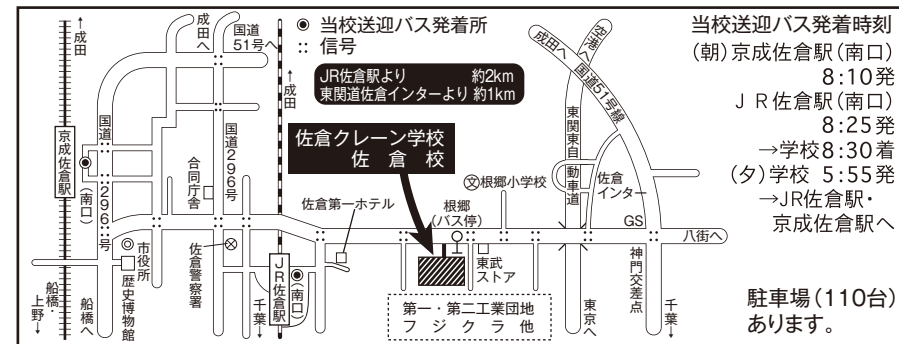 ↑成田
成田へ
国道51号へ
◉ 当校送迎バス発着所
:: 信号
↑成田
JR佐倉駅より 約2km
東関道佐倉インターより 約1km
佐倉クレーン学校
佐倉校
国道296号
京成佐倉駅
(南口)
合同庁舎
国道296号
佐倉第一ホテル
㊛根郷小学校
根郷
(バス停)
成田へ
空港へ
国道51号線
東関東自動車道
佐倉
インター
GS
八街へ
市役所
歴史博物館
佐倉警察署
JR佐倉駅
(南口)
東武
ストア
神門交差点
第一・第二工業団地
フジクラ他
船橋・
上野→
船橋へ
千葉→
東京へ
千葉→
当校送迎バス発着時刻
(朝)京成佐倉駅(南口)
8:10発
JR佐倉駅(南口)
8:25発
→学校8:30着
(夕)学校 5:55発
→JR佐倉駅・
京成佐倉駅へ
駐車場(110台)
あります。